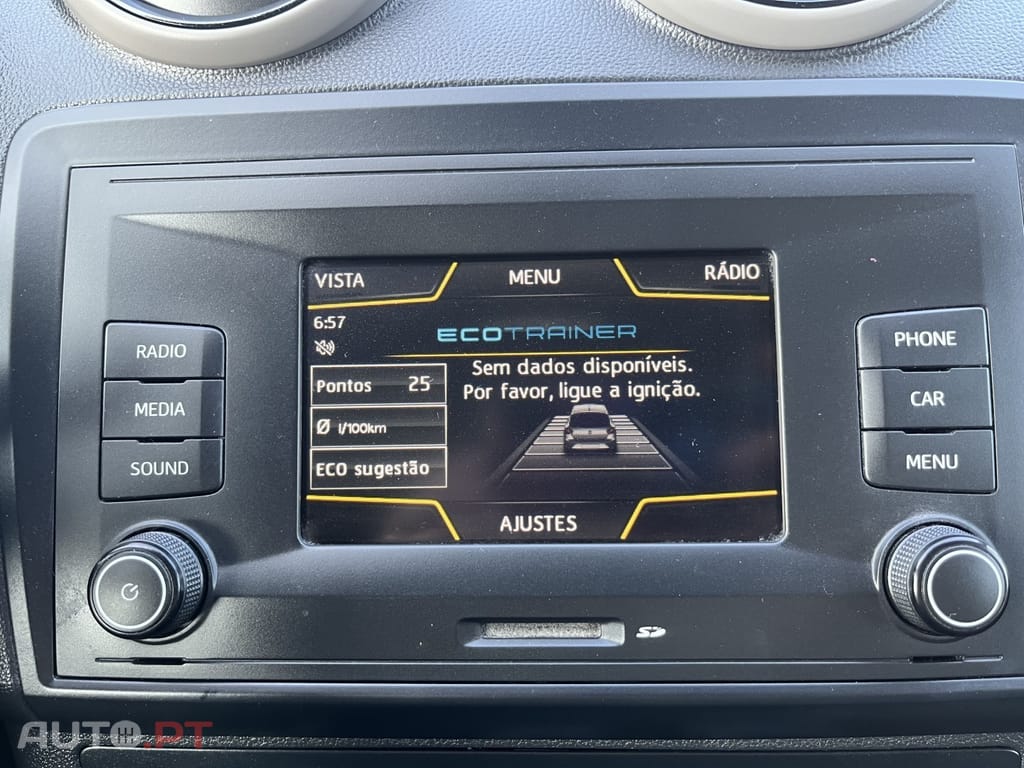 VISTA MENU RÁDIO
6:57
ECOTRAINER
Sem dados disponíveis.
Por favor, ligue a ignição.
Pontos 25
Ø l/100km
ECO sugestão
AJUSTES
RADIO
MEDIA
SOUND
PHONE
CAR
MENU
SD
AUTO.PT